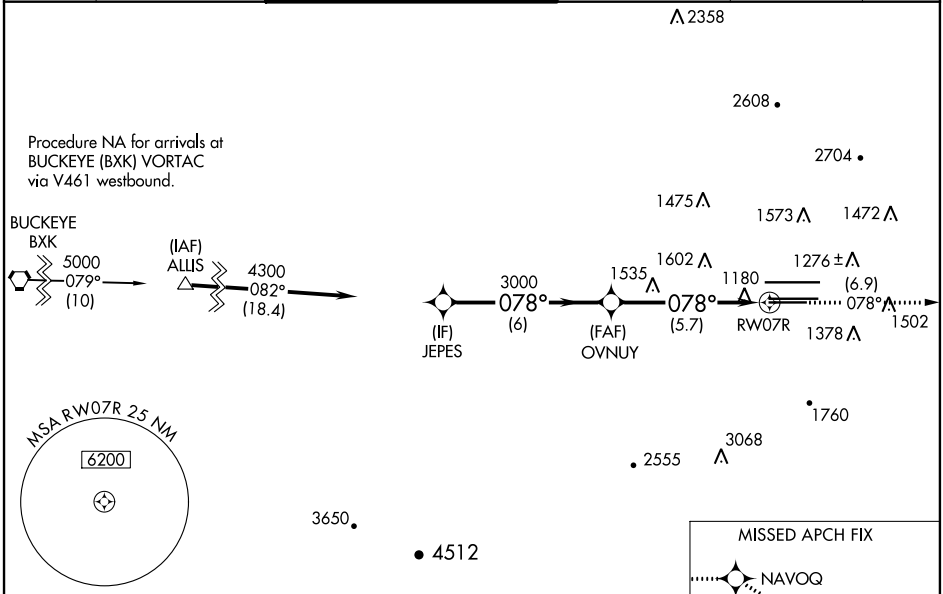 2358
2608
2704
Procedure NA for arrivals at
BUCKEYE (BXK) VORTAC
via V461 westbound.
1475
1573
1472
BUCKEYE
BXK
5000
079°
(10)
(IAF)
ALLIS
4300
082°
(18.4)
3000
078°
(6)
1535
1602
1180
1276 ±
(6.9)
078°
078°
(5.7)
RW07R
1502
1378
(IF)
JEPES
(FAF)
OVNUY
MSA RW07R 25 NM
6200
1760
3068
2555
3650
4512
MISSED APCH FIX
NAVOQ